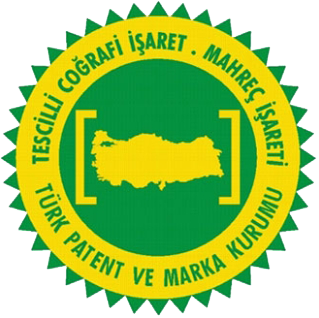 TESCİLLİ COĞRAFİ İŞARET . MAHREÇ İŞARETİ
TÜRK PATENT VE MARKA KURUMU